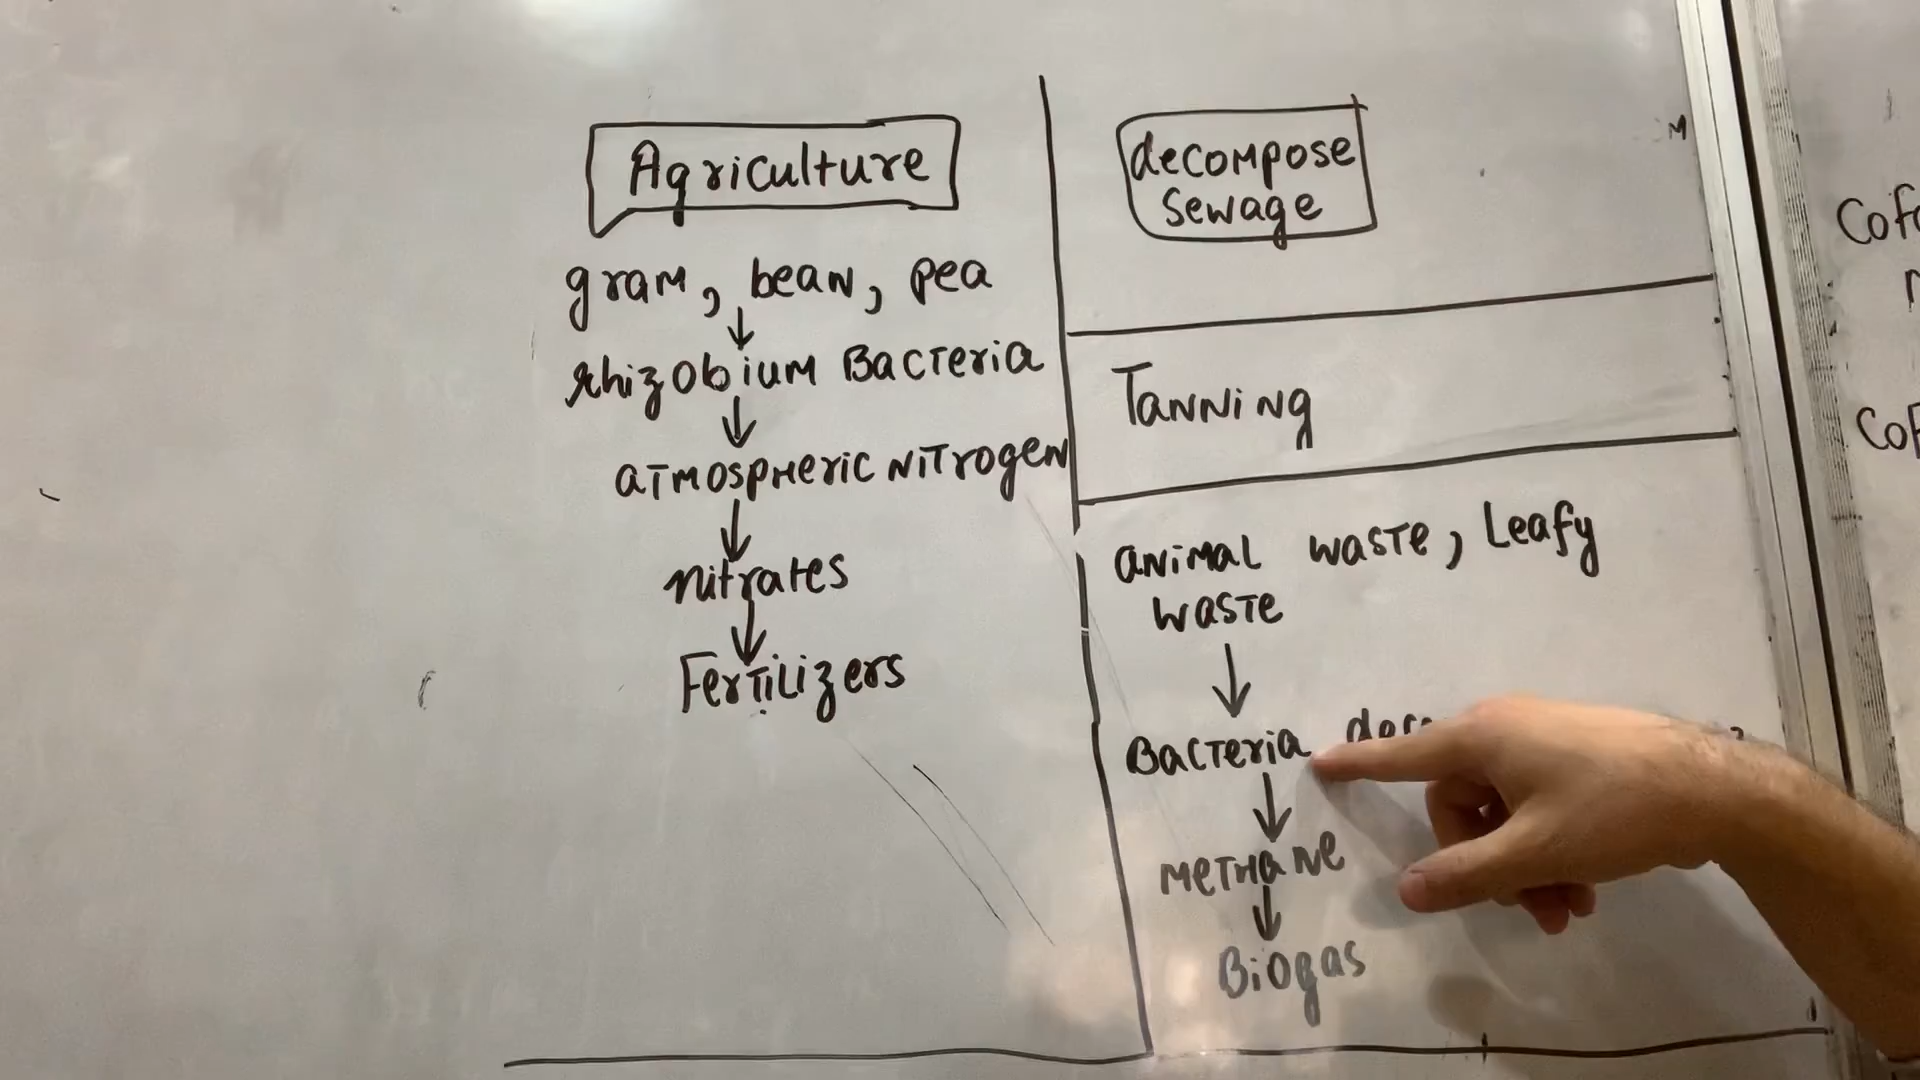 Agriculture
gram, bean, pea
rhizobium Bacteria
atmospheric nitrogen
nitrates
Fertilizers
decompose
sewage
Tanning
animal waste, Leafy
waste
Bacteria
Methane
Biogas